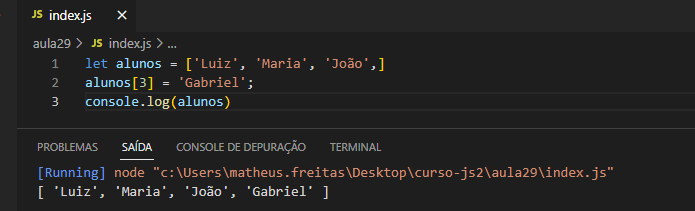 JS index.js ×
aula29 > JS index.js > ...
1 let alunos = ['Luiz', 'Maria', 'João',]
2 alunos[3] = 'Gabriel';
3 console.log(alunos)
PROBLEMAS SAÍDA CONSOLE DE DEPURAÇÃO TERMINAL
[Running] node "c:\Users\matheus.freitas\Desktop\curso-js2\aula29\index.js"
[ 'Luiz', 'Maria', 'João', 'Gabriel' ]